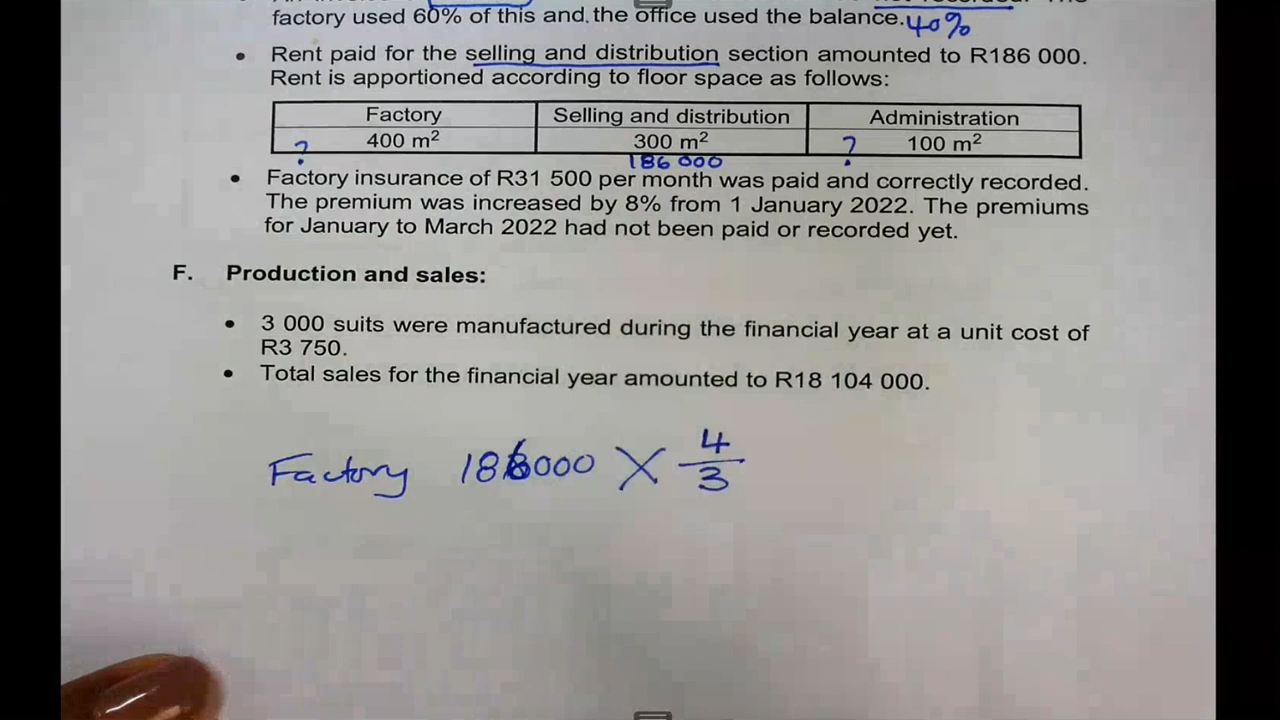 factory used 60% of this and the office used the balance. 40%
• Rent paid for the selling and distribution section amounted to R186 000.
Rent is apportioned according to floor space as follows:
Factory Selling and distribution Administration
400 m² 300 m² 100 m²
? 186 000 ?
• Factory insurance of R31 500 per month was paid and correctly recorded.
The premium was increased by 8% from 1 January 2022. The premiums
for January to March 2022 had not been paid or recorded yet.
F. Production and sales:
• 3 000 suits were manufactured during the financial year at a unit cost of
R3 750.
• Total sales for the financial year amounted to R18 104 000.
Factory 186000 × 4/3